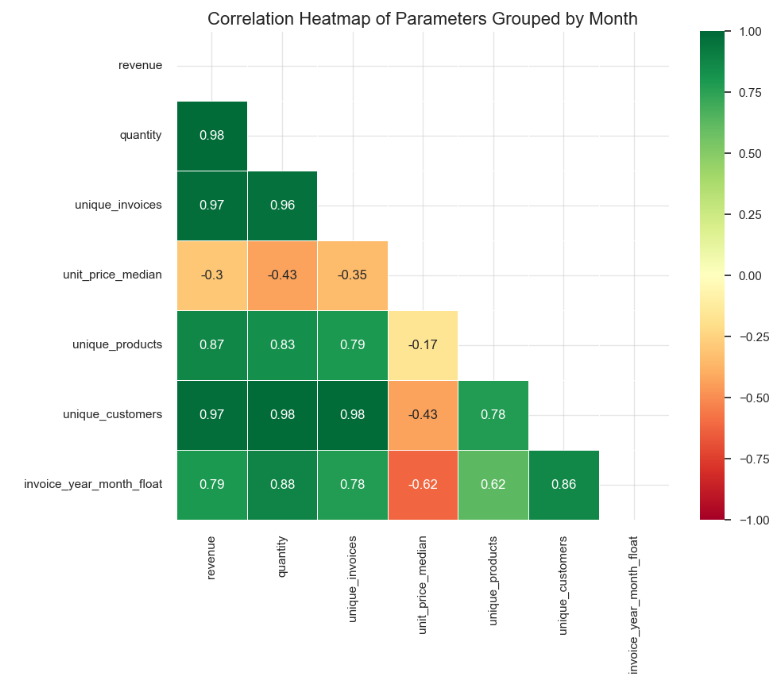 Correlation Heatmap of Parameters Grouped by Month
revenue
quantity 0.98
unique_invoices 0.97 0.96
unit_price_median -0.3 -0.43 -0.35
unique_products 0.87 0.83 0.79 -0.17
unique_customers 0.97 0.98 0.98 -0.43 0.78
invoice_year_month_float 0.79 0.88 0.78 -0.62 0.62 0.86
revenue
quantity
unique_invoices
unit_price_median
unique_products
unique_customers
invoice_year_month_float
1.00
0.75
0.50
0.25
0.00
−0.25
−0.50
−0.75
−1.00